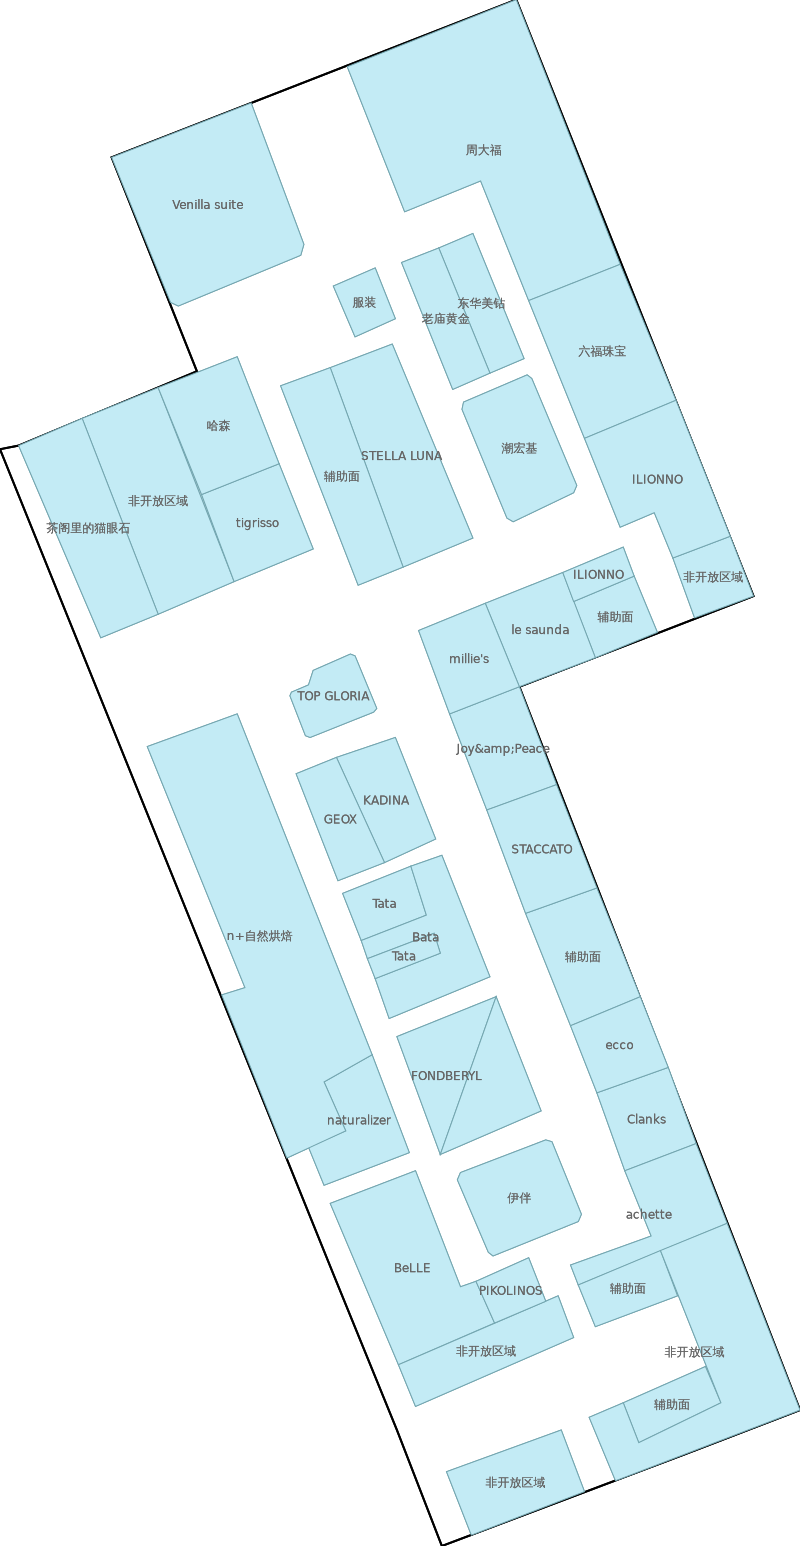 周大福
Venilla suite
服装
东华美钻
老庙黄金
六福珠宝
哈森
潮宏基
STELLA LUNA
辅助面
ILIONNO
非开放区域
tigrisso
茶阁里的猫眼石
ILIONNO
非开放区域
辅助面
le saunda
millie's
TOP GLORIA
Joy&amp;Peace
KADINA
GEOX
STACCATO
Tata
n+自然烘焙
Bata
Tata
辅助面
ecco
FONDBERYL
naturalizer
Clanks
伊伴
achette
BeLLE
辅助面
PIKOLINOS
非开放区域
非开放区域
辅助面
非开放区域